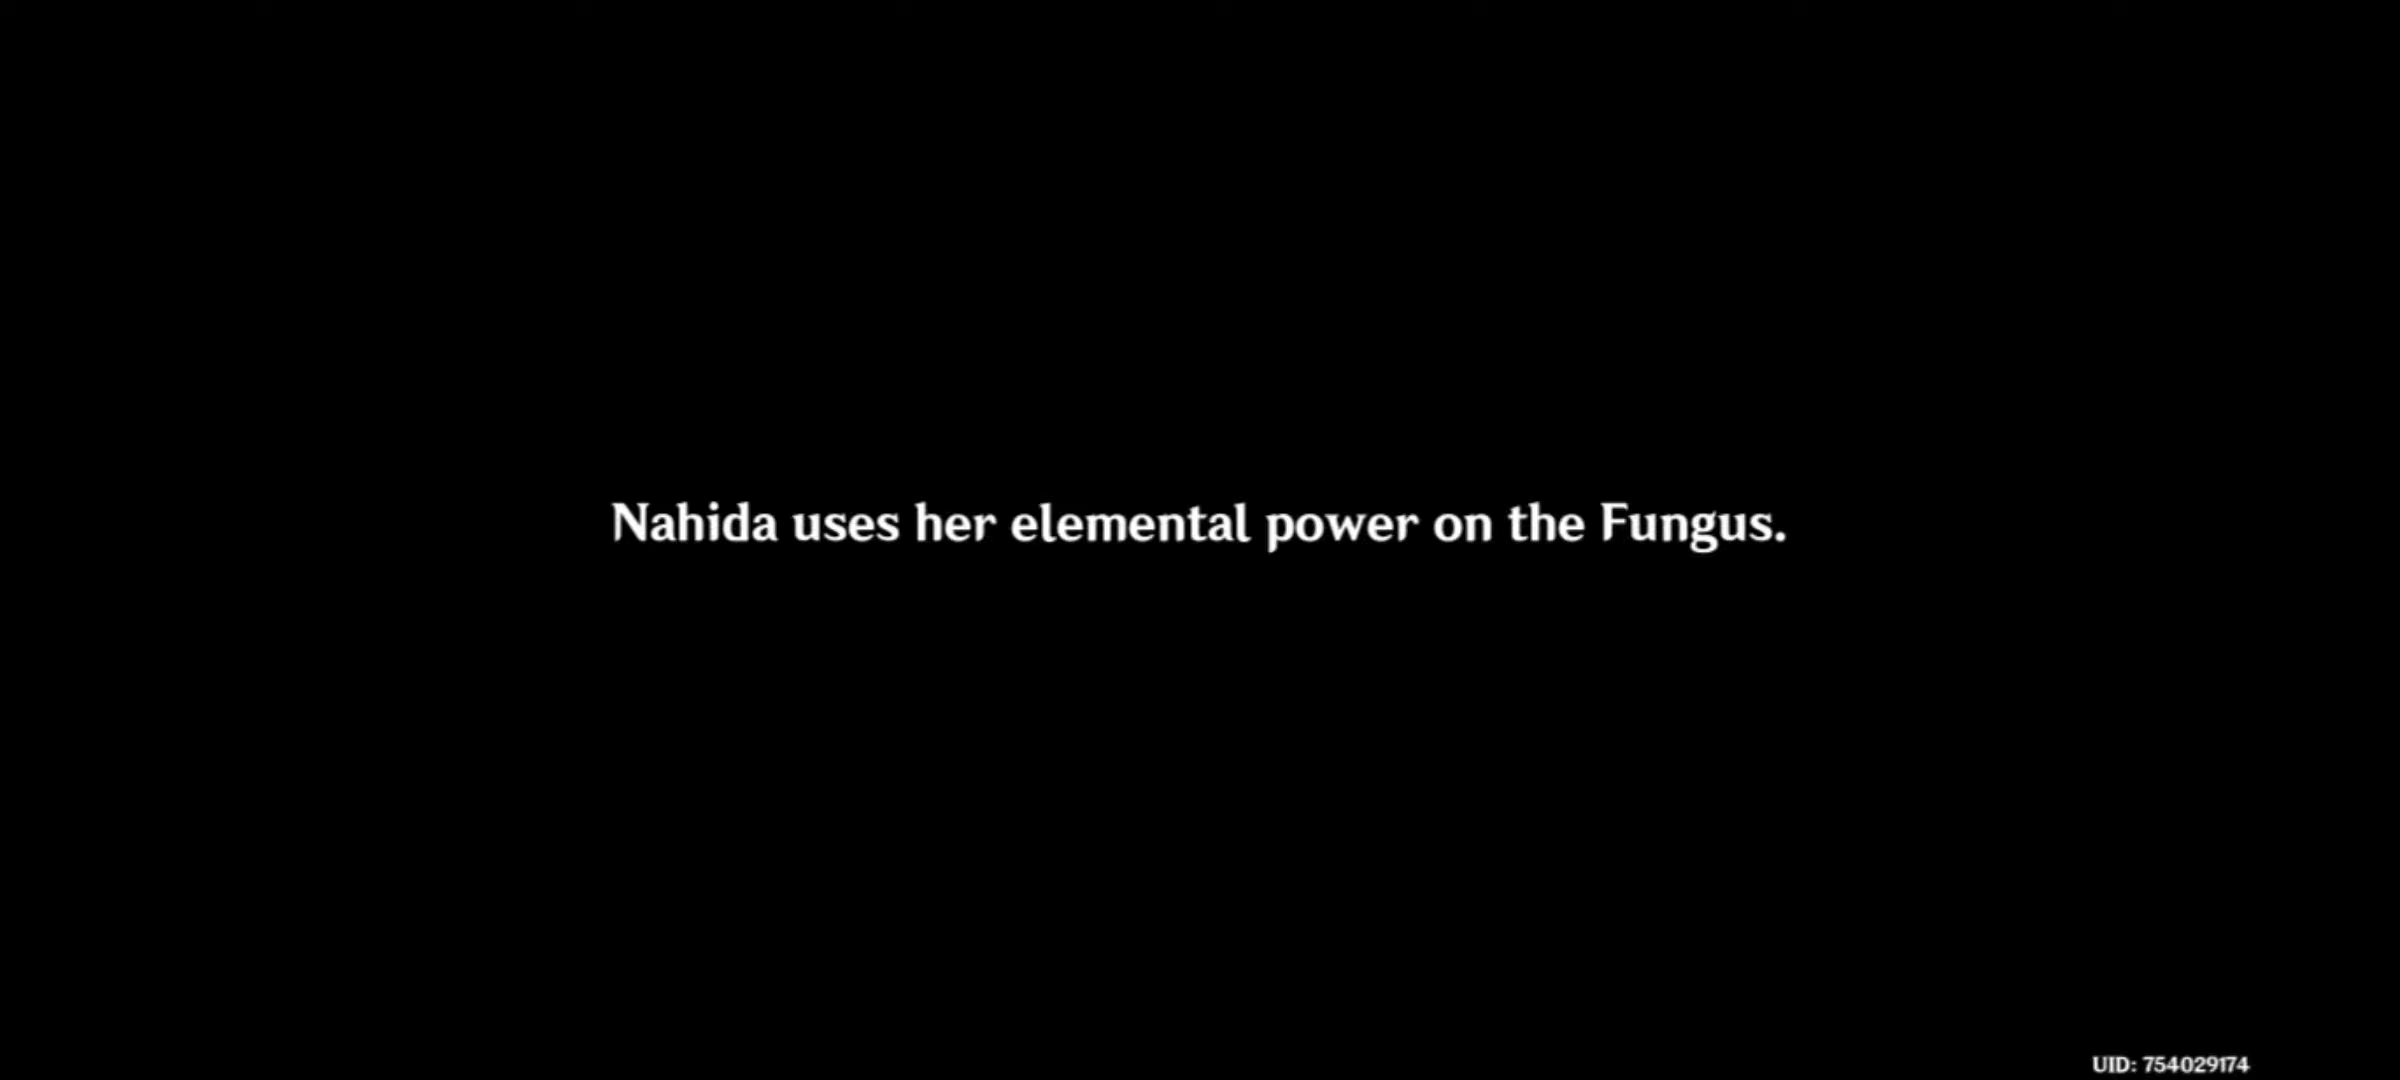 Nahida uses her elemental power on the Fungus.
UID: 754029174